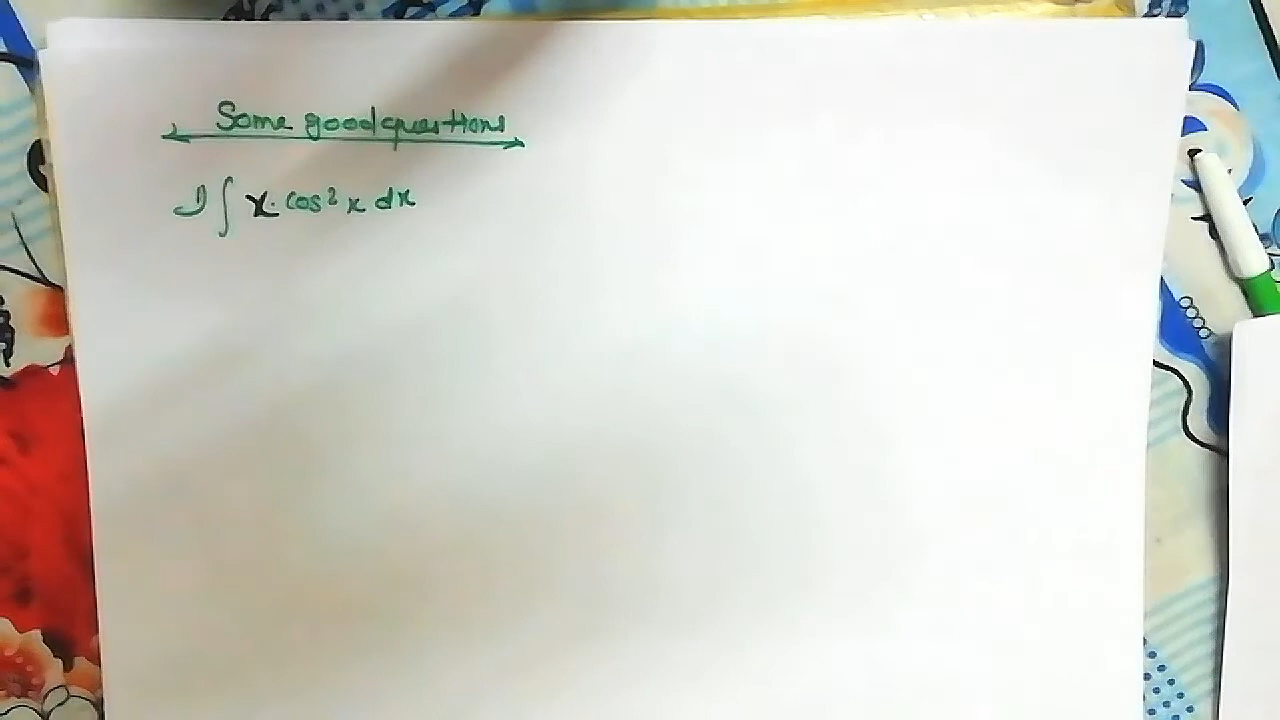 Some good questions
1) ∫ x. cos² x dx